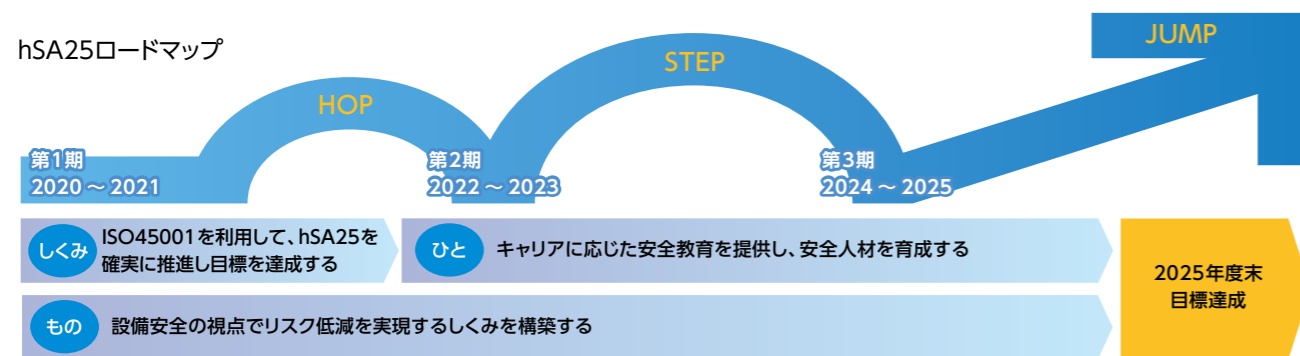 hSA25ロードマップ
HOP
STEP
JUMP
第1期
2020 ~ 2021
第2期
2022 ~ 2023
第3期
2024 ~ 2025
しくみ
ISO45001を利用して、hSA25を
確実に推進し目標を達成する
ひと
キャリアに応じた安全教育を提供し、安全人材を育成する
もの
設備安全の視点でリスク低減を実現するしくみを構築する
2025年度末
目標達成